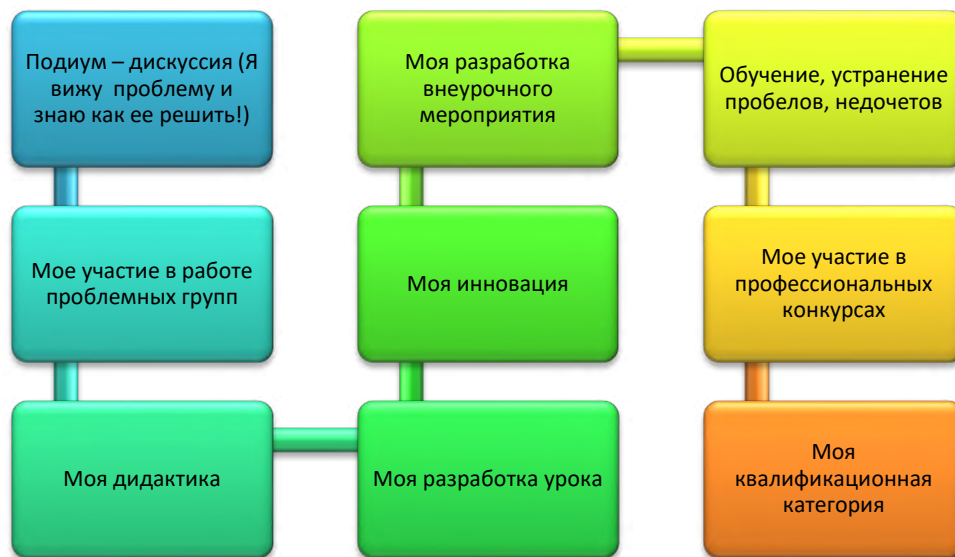 Подиум – дискуссия (Я
вижу проблему и
знаю как ее решить!)
Мое участие в работе
проблемных групп
Моя дидактика
Моя разработка урока
Моя инновация
Моя разработка
внеурочного
мероприятия
Обучение, устранение
пробелов, недочетов
Мое участие в
профессиональных
конкурсах
Моя
квалификационная
категория